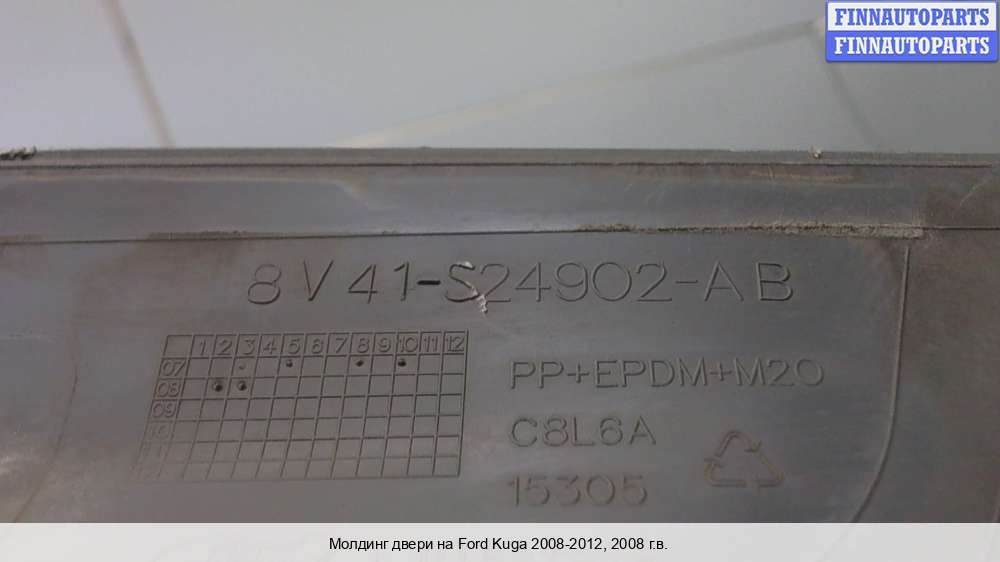 FINNAUTOPARTS
FINNAUTOPARTS
8V41-S24902-AB
1 2 3 4 5 6 7 8 9 10 11 12
07
08
09
PP+EPDM+M20
C8L6A
15305
Молдинг двери на Ford Kuga 2008-2012, 2008 г.в.